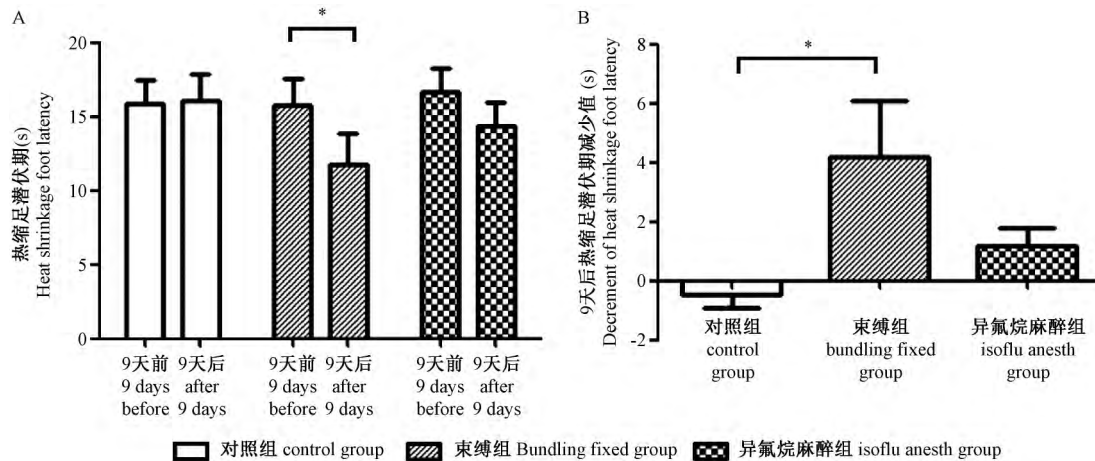 A
热缩足潜伏期(s)
Heat shrinkage foot latency
20
15
10
5
0
*
9天前
9 days
before
9天后
after
9 days
9天前
9 days
before
9天后
after
9 days
9天前
9 days
before
9天后
after
9 days
B
9天后热缩足潜伏期减少值 (s)
Decrement of heat shrinkage foot latency
8
6
4
2
0
-2
*
对照组
control
group
束缚组
bundling fixed
group
异氟烷麻醉组
isoflu anesth
group
对照组 control group
束缚组 Bundling fixed group
异氟烷麻醉组 isoflu anesth group